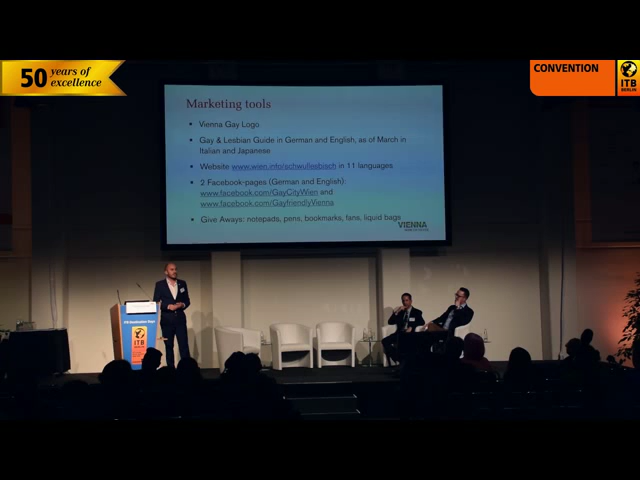 50 years of
excellence
CONVENTION
ITB
BERLIN
Marketing tools
• Vienna Gay Logo
• Gay & Lesbian Guide in German and English, as of March in
Italian and Japanese
• Website www.wien.info/schwullesbisch in 11 languages
• 2 Facebook-pages (German and English):
www.facebook.com/GayCityWien and
www.facebook.com/GayfriendlyVienna
• Give Aways: notepads, pens, bookmarks, fans, liquid bags
VIENNA
ITB
ITB